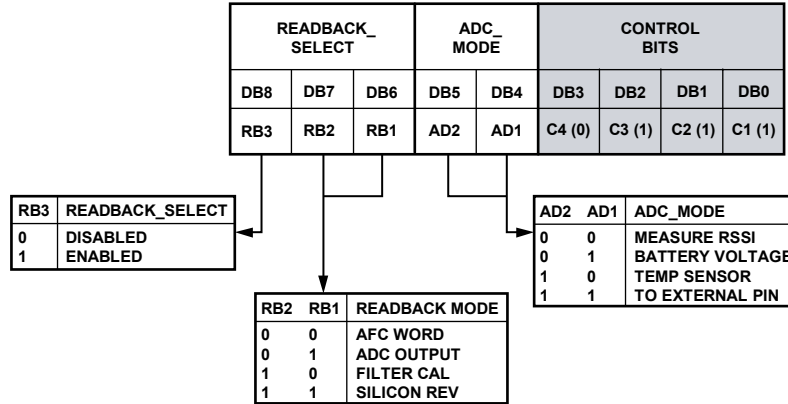 READBACK_ ADC_ CONTROL
SELECT MODE BITS
DB8 DB7 DB6 DB5 DB4 DB3 DB2 DB1 DB0
RB3 RB2 RB1 AD2 AD1 C4 (0) C3 (1) C2 (1) C1 (1)
RB3 READBACK_SELECT
0 DISABLED
1 ENABLED
AD2 AD1 ADC_MODE
0 0 MEASURE RSSI
0 1 BATTERY VOLTAGE
1 0 TEMP SENSOR
1 1 TO EXTERNAL PIN
RB2 RB1 READBACK MODE
0 0 AFC WORD
0 1 ADC OUTPUT
1 0 FILTER CAL
1 1 SILICON REV